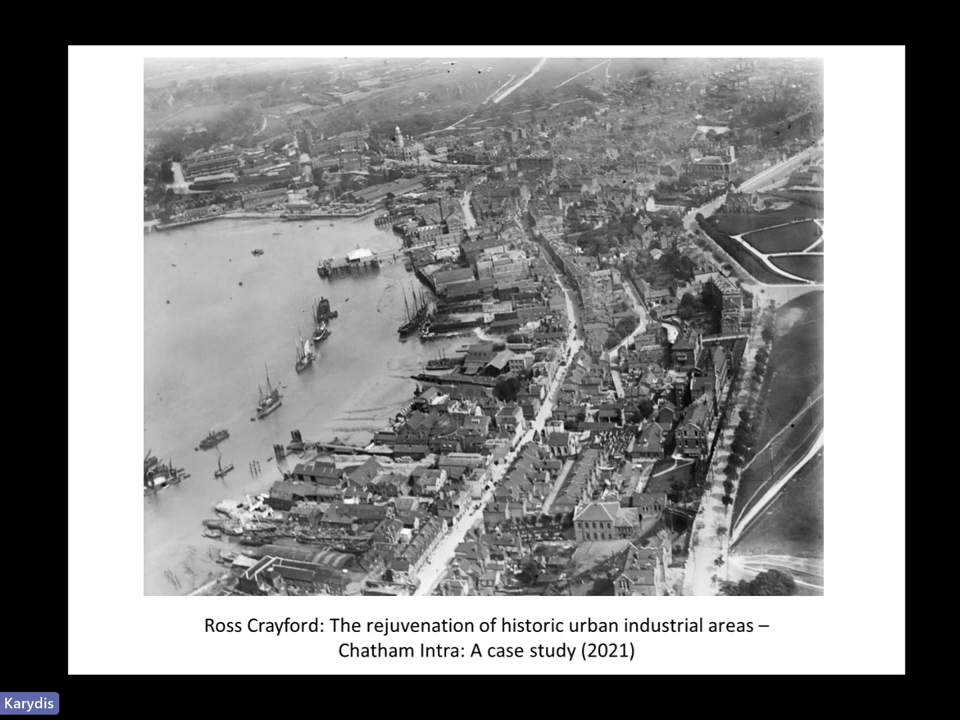 Ross Crayford: The rejuvenation of historic urban industrial areas –
Chatham Intra: A case study (2021)
Karydis